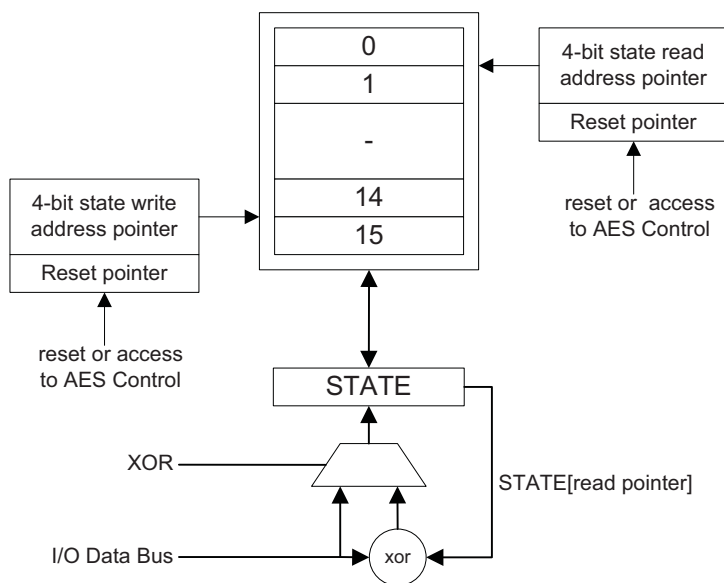 0
1
-
14
15
4-bit state read
address pointer
Reset pointer
reset or access
to AES Control
4-bit state write
address pointer
Reset pointer
reset or access
to AES Control
STATE
XOR
STATE[read pointer]
I/O Data Bus
xor